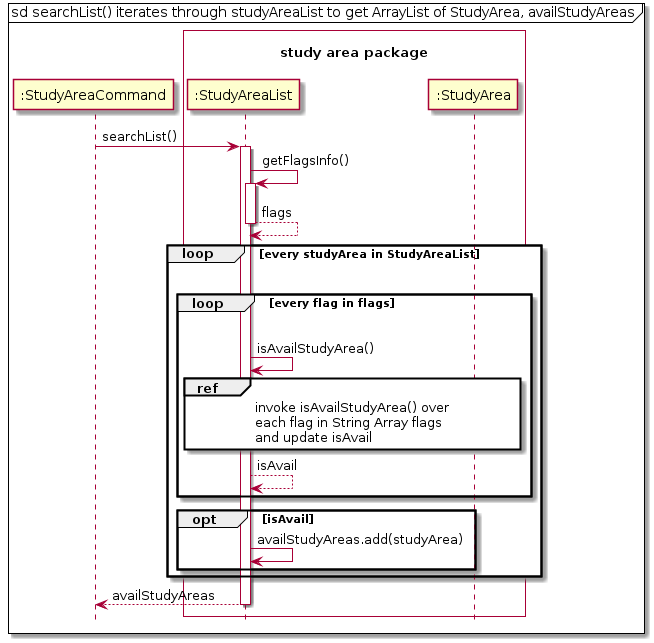 sd searchList() iterates through studyAreaList to get ArrayList of StudyArea, availStudyAreas
study area package
:StudyAreaCommand
:StudyAreaList
:StudyArea
searchList()
getFlagsInfo()
flags
loop
[every studyArea in StudyAreaList]
loop
[every flag in flags]
isAvailStudyArea()
ref
invoke isAvailStudyArea() over
each flag in String Array flags
and update isAvail
isAvail
opt
[isAvail]
availStudyAreas.add(studyArea)
availStudyAreas